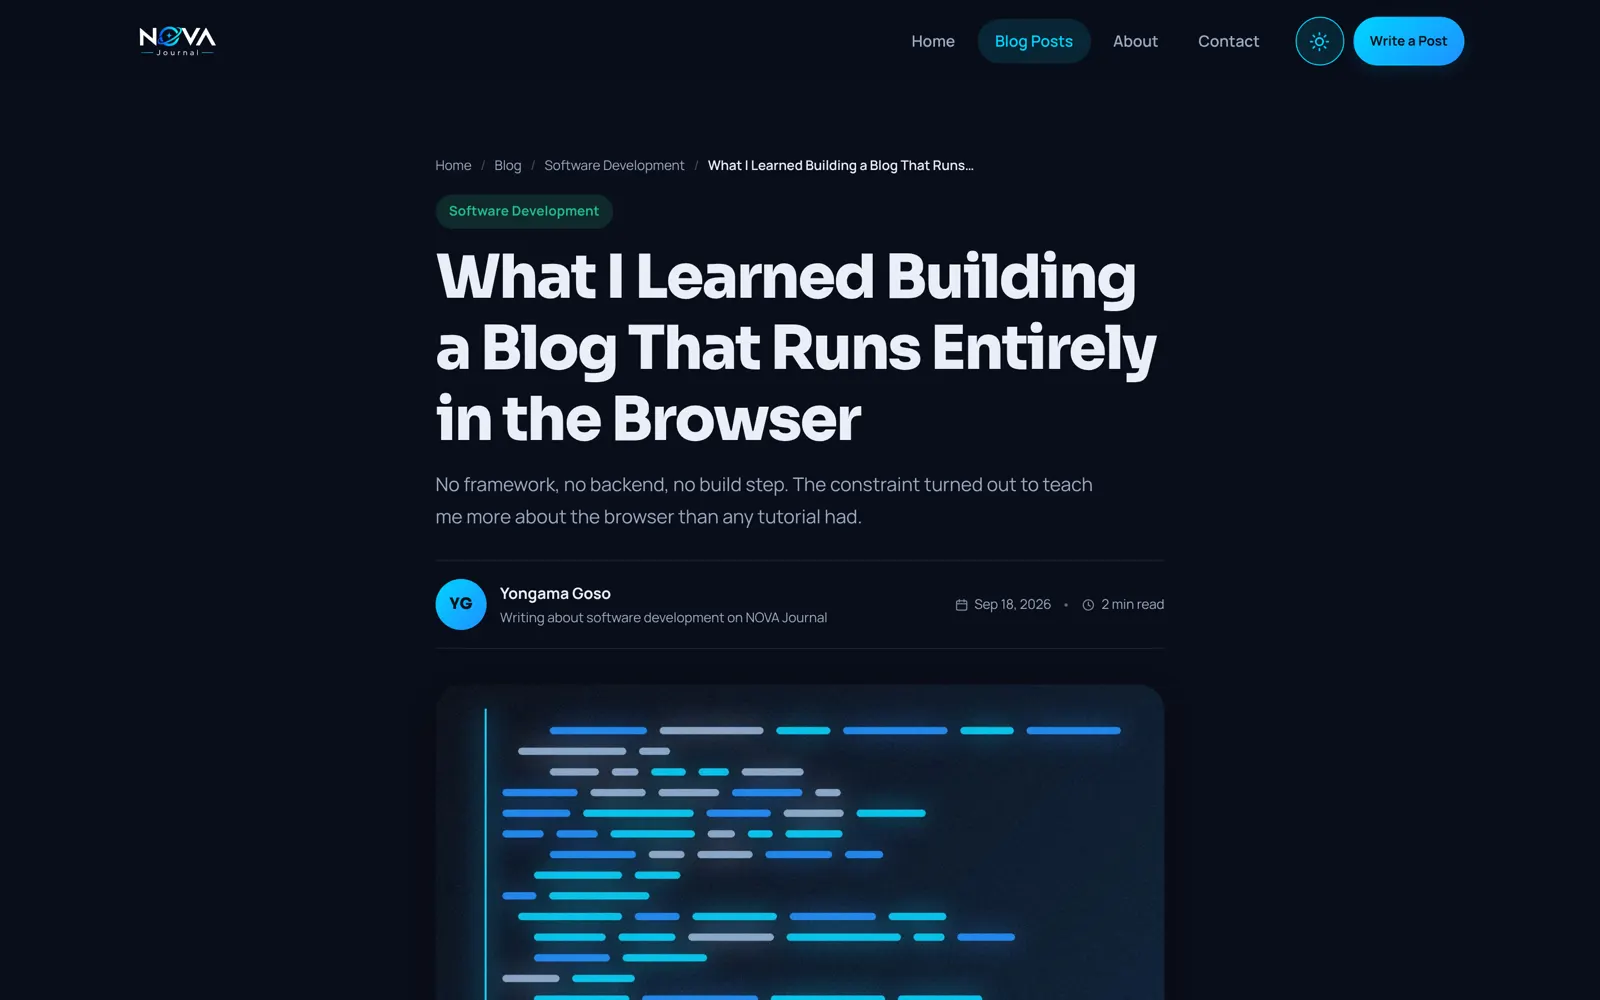 NOVA
Journal
Home
Blog Posts
About
Contact
Write a Post
Home / Blog / Software Development / What I Learned Building a Blog That Runs...
Software Development
What I Learned Building
a Blog That Runs Entirely
in the Browser
No framework, no backend, no build step. The constraint turned out to teach
me more about the browser than any tutorial had.
YG
Yongama Goso
Writing about software development on NOVA Journal
Sep 18, 2026 • 2 min read